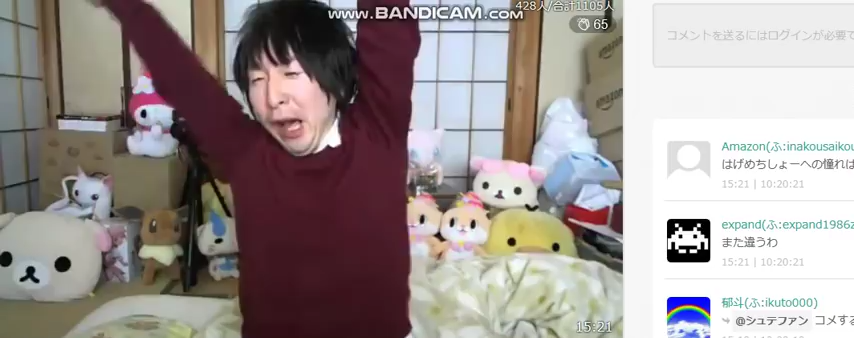 www.BANDICAM.com
428人/合計1105人
65
amazon
15:21
コメントを送るにはログインが必要で
Amazon(ふ:inakousaikou
はげめちしょーへの憧れは
15:21 | 10:20:21
expand(ふ:expand1986z
また違うわ
15:21 | 10:20:21
郁斗(ふ:ikuto000)
@シュテファン コメする